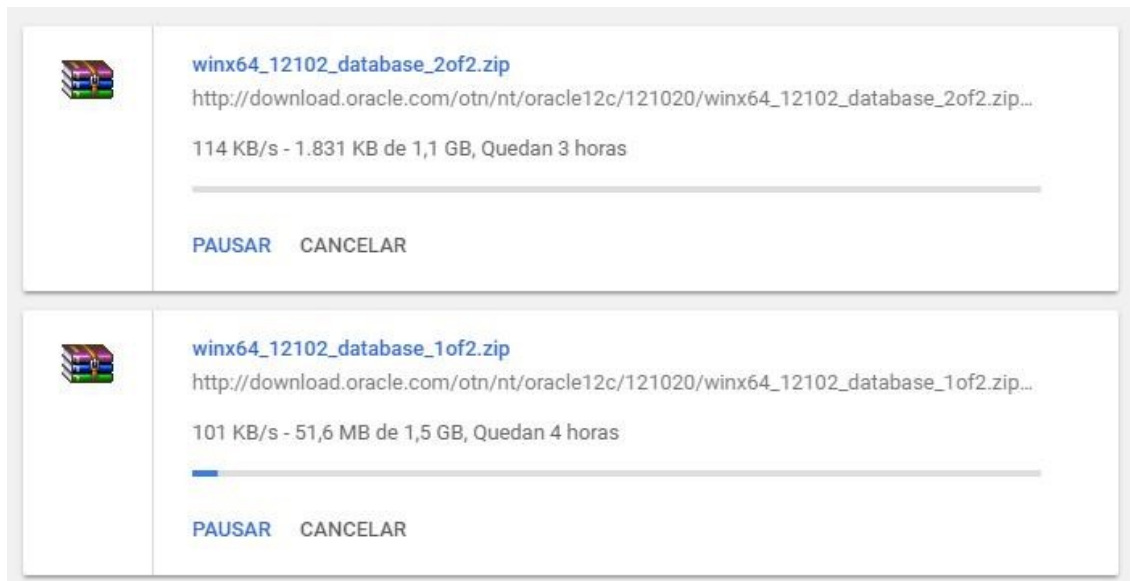 winx64_12102_database_2of2.zip
http://download.oracle.com/otn/nt/oracle12c/121020/winx64_12102_database_2of2.zip...
114 KB/s - 1.831 KB de 1,1 GB, Quedan 3 horas
PAUSAR CANCELAR
winx64_12102_database_1of2.zip
http://download.oracle.com/otn/nt/oracle12c/121020/winx64_12102_database_1of2.zip...
101 KB/s - 51,6 MB de 1,5 GB, Quedan 4 horas
PAUSAR CANCELAR